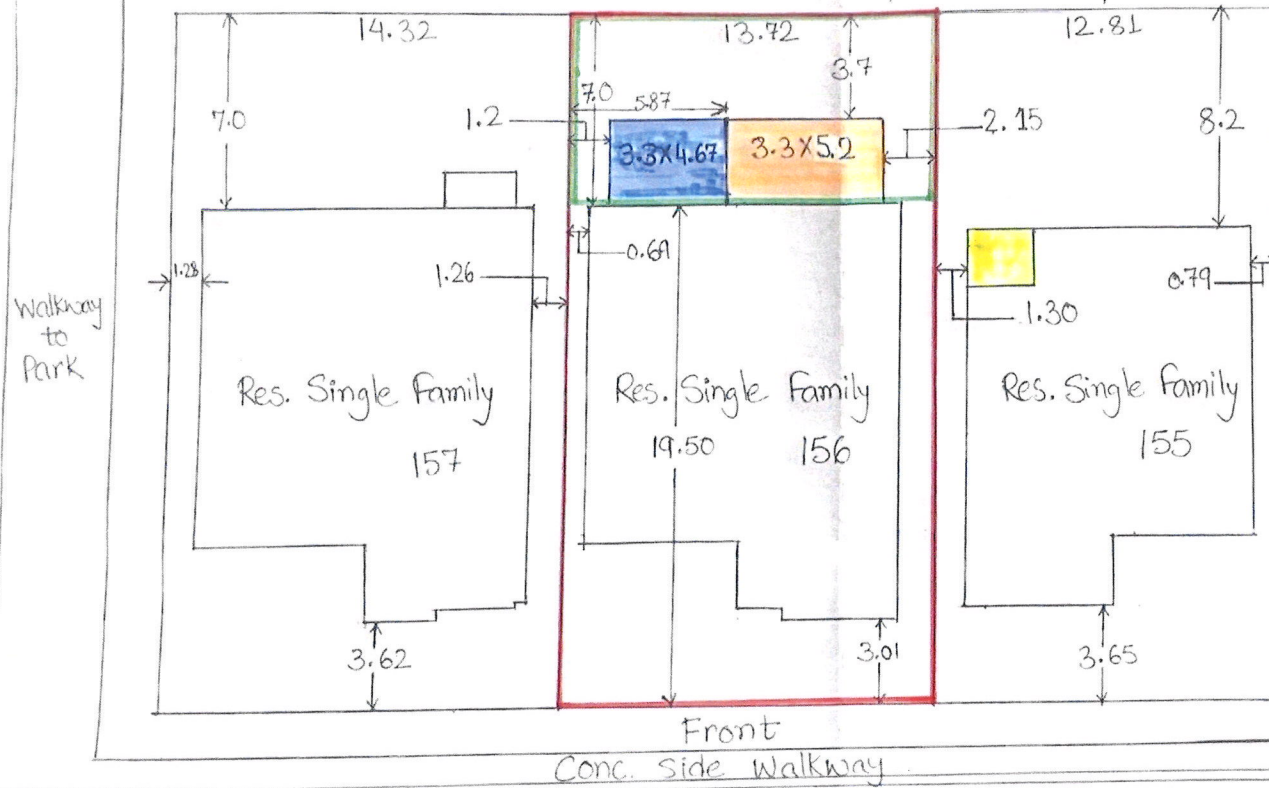 14.32
13.72
12.81
7.0
7.0
3.7
8.2
1.2
5.87
2.15
3.3X4.67
3.3X5.2
0.69
1.28
1.26
0.79
1.30
Walkway
to
Park
Res. Single Family
157
Res. Single Family
19.50
156
Res. Single Family
155
3.62
3.01
3.65
Front
Conc. Side Walkway